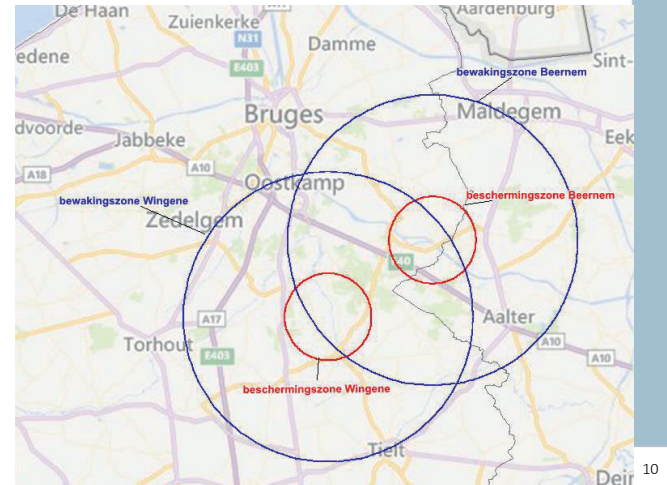 De Haan
Zuienkerke
Aardenburg
N31
Damme
edene
Sint-
E403
bewakingszone Beernem
Bruges
Maldegem
dvoorde
Jabbeke
Eek
A18
A10
Oostkamp
bewakingszone Wingene
beschermingszone Beernem
Zedelgem
E40
A17
Aalter
Torhout
A10
E403
A10
beschermingszone Wingene
Tielt
Dein
10